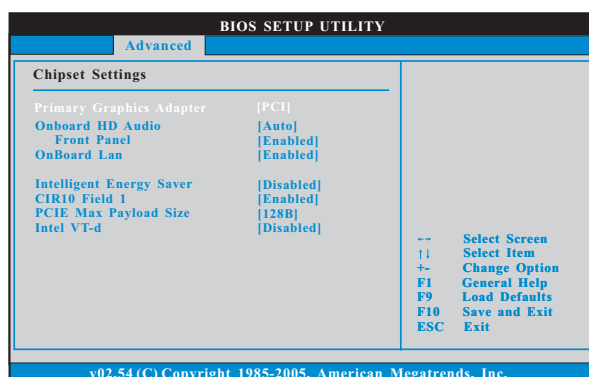 BIOS SETUP UTILITY
Advanced
Chipset Settings
Primary Graphics Adapter [PCI]
Onboard HD Audio [Auto]
Front Panel [Enabled]
OnBoard Lan [Enabled]
Intelligent Energy Saver [Disabled]
CIR10 Field 1 [Enabled]
PCIE Max Payload Size [128B]
Intel VT-d [Disabled]
←→ Select Screen
↑↓ Select Item
+- Change Option
F1 General Help
F9 Load Defaults
F10 Save and Exit
ESC Exit
v02.54 (C) Copyright 1985-2005, American Megatrends, Inc.